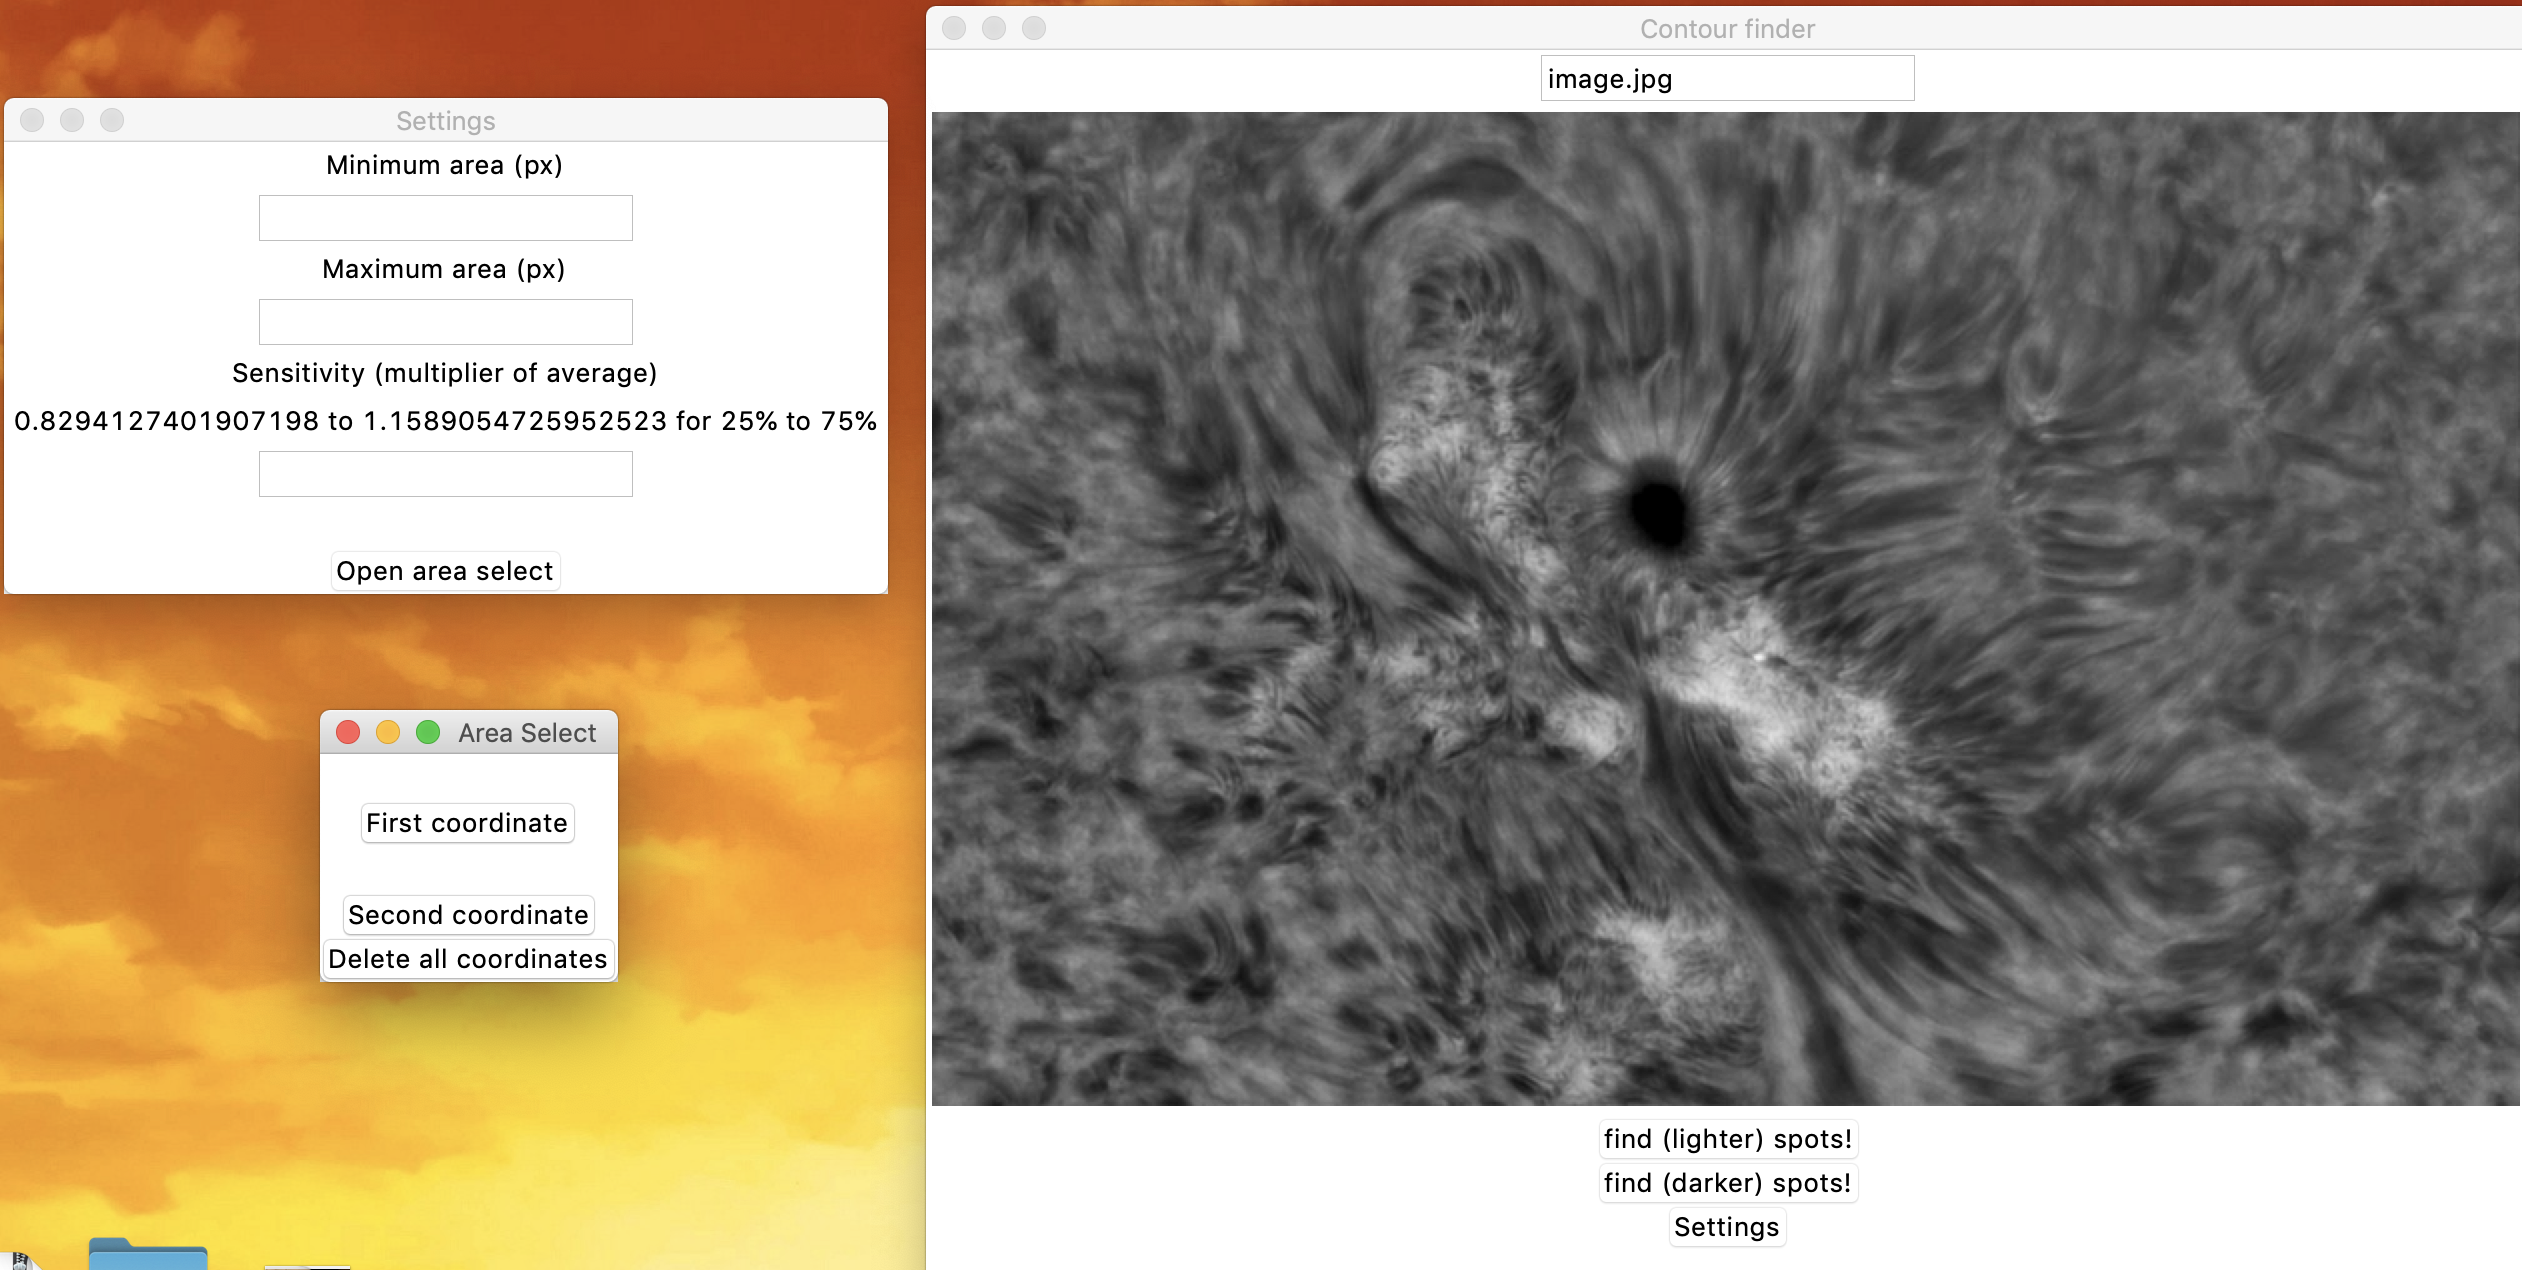 Contour finder
image.jpg
Settings
Minimum area (px)
Maximum area (px)
Sensitivity (multiplier of average)
0.8294127401907198 to 1.1589054725952523 for 25% to 75%
Open area select
Area Select
First coordinate
Second coordinate
Delete all coordinates
find (lighter) spots!
find (darker) spots!
Settings